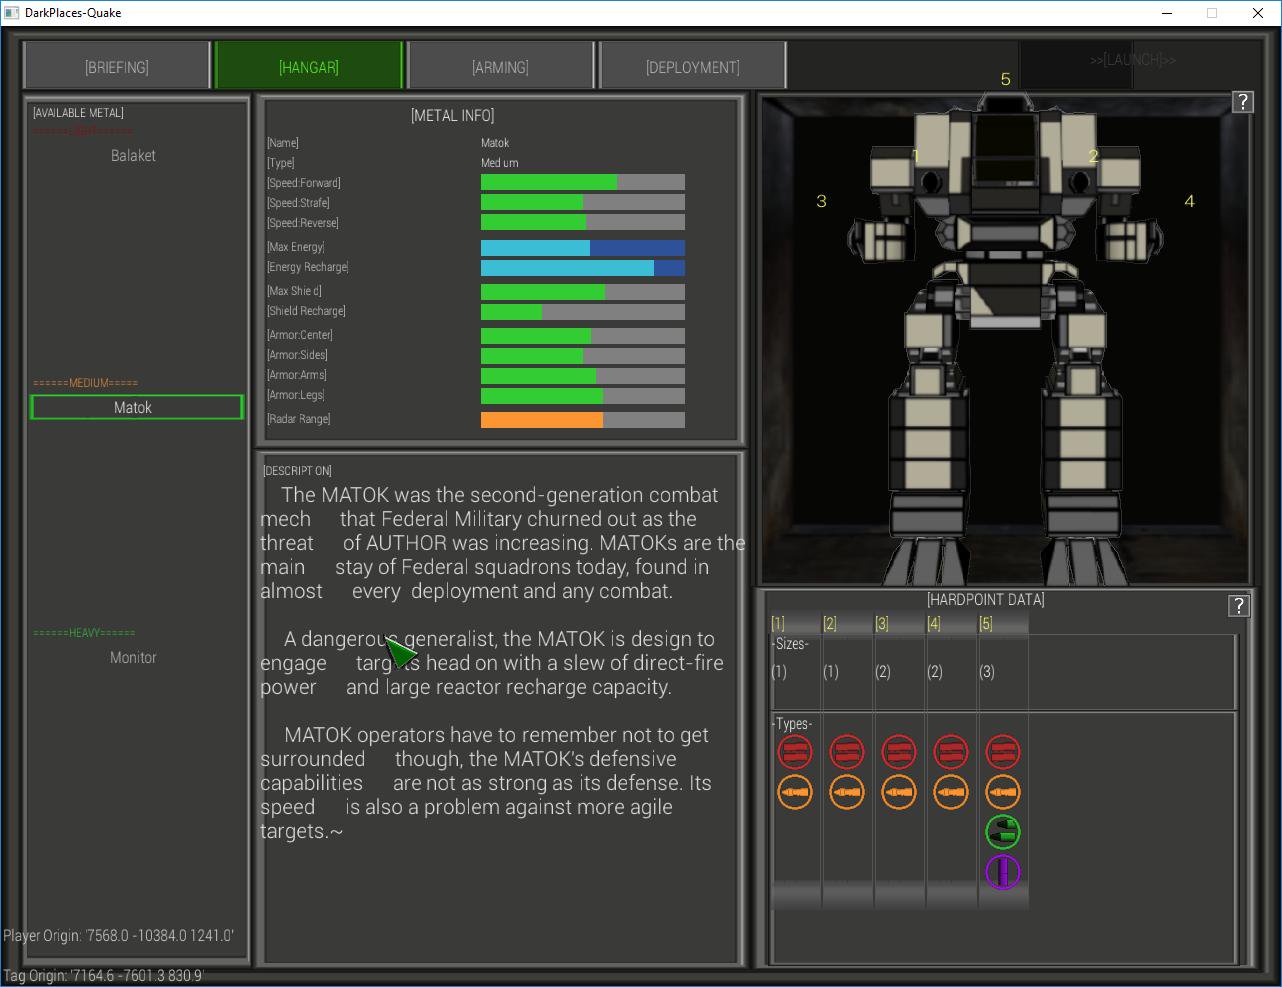 DarkPlaces-Quake
[BRIEFING]
[HANGAR]
[ARMING]
[DEPLOYMENT]
>>[LAUNCH]>>
[AVAILABLE METAL]
======LIGHT======
Balaket
======MEDIUM=====
Matok
======HEAVY======
Monitor
[METAL INFO]
[Name] Matok
[Type] Med um
[Speed:Forward]
[Speed:Strafe]
[Speed:Reverse]
[Max Energy]
[Energy Recharge]
[Max Shie d]
[Shield Recharge]
[Armor:Center]
[Armor:Sides]
[Armor:Arms]
[Armor:Legs]
[Radar Range]
[DESCRIPT ON]
The MATOK was the second-generation combat
mech that Federal Military churned out as the
threat of AUTHOR was increasing. MATOKs are the
main stay of Federal squadrons today, found in
almost every deployment and any combat.
A dangerous generalist, the MATOK is design to
engage targets head on with a slew of direct-fire
power and large reactor recharge capacity.
MATOK operators have to remember not to get
surrounded though, the MATOK's defensive
capabilities are not as strong as its defense. Its
speed is also a problem against more agile
targets.~
5
?
1 2
3 4
[HARDPOINT DATA]
?
[1] [2] [3] [4] [5]
-Sizes-
(1) (1) (2) (2) (3)
-Types-
Player Origin: '7568.0 -10384.0 1241.0'
Tag Origin: '7164.6 -7601.3 830.9'